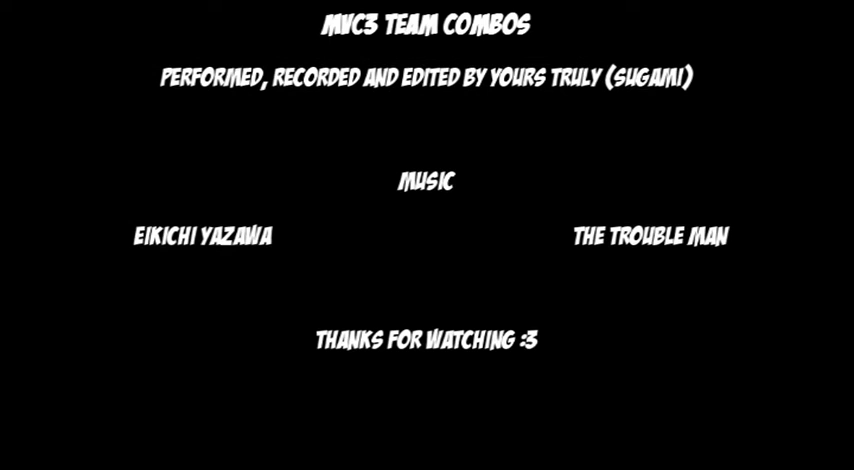 MVC3 TEAM COMBOS
PERFORMED, RECORDED AND EDITED BY YOURS TRULY (SUGAMI)
MUSIC
EIKICHI YAZAWA THE TROUBLE MAN
THANKS FOR WATCHING :3